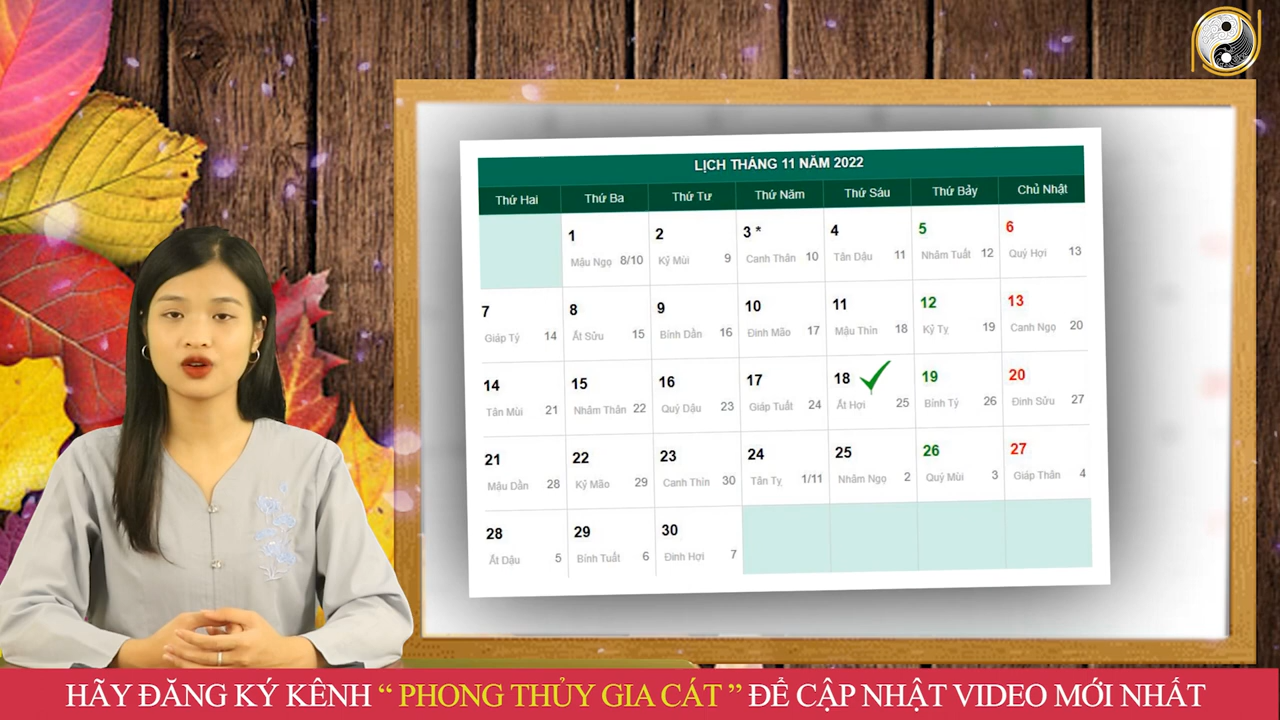 LỊCH THÁNG 11 NĂM 2022
Thứ Hai Thứ Ba Thứ Tư Thứ Năm Thứ Sáu Thứ Bảy Chủ Nhật
1 2 3 * 4 5 6
Mậu Ngọ 8/10 Kỷ Mùi 9 Canh Thân 10 Tân Dậu 11 Nhâm Tuất 12 Quý Hợi 13
7 8 9 10 11 12 13
Giáp Tý 14 Ất Sửu 15 Bính Dần 16 Đinh Mão 17 Mậu Thìn 18 Kỷ Tỵ 19 Canh Ngọ 20
14 15 16 17 18 19 20
Tân Mùi 21 Nhâm Thân 22 Quý Dậu 23 Giáp Tuất 24 Ất Hợi 25 Bính Tý 26 Đinh Sửu 27
21 22 23 24 25 26 27
Mậu Dần 28 Kỷ Mão 29 Canh Thìn 30 Tân Tỵ 1/11 Nhâm Ngọ 2 Quý Mùi 3 Giáp Thân 4
28 29 30
Ất Dậu 5 Bính Tuất 6 Đinh Hợi 7
HÃY ĐĂNG KÝ KÊNH “ PHONG THỦY GIA CÁT ” ĐỂ CẬP NHẬT VIDEO MỚI NHẤT